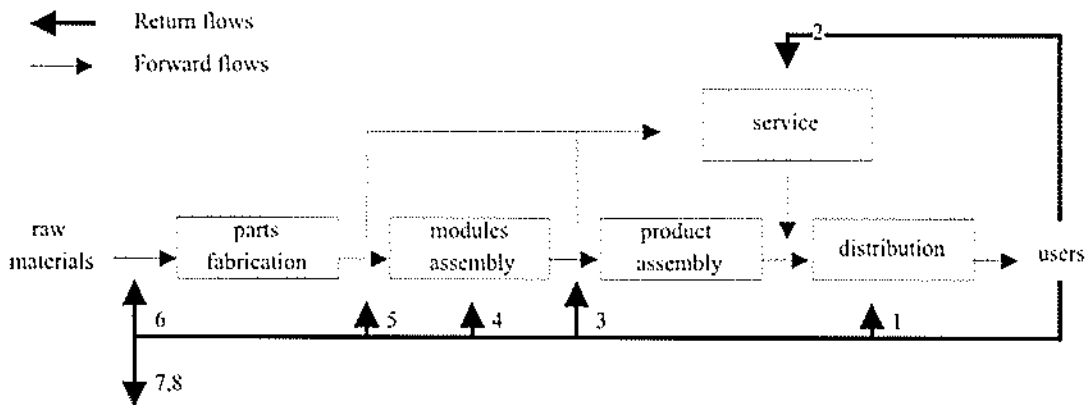 Return flows
2
Forward flows
service
raw
materials
parts
fabrication
modules
assembly
product
assembly
distribution
users
6
5
4
3
1
7,8